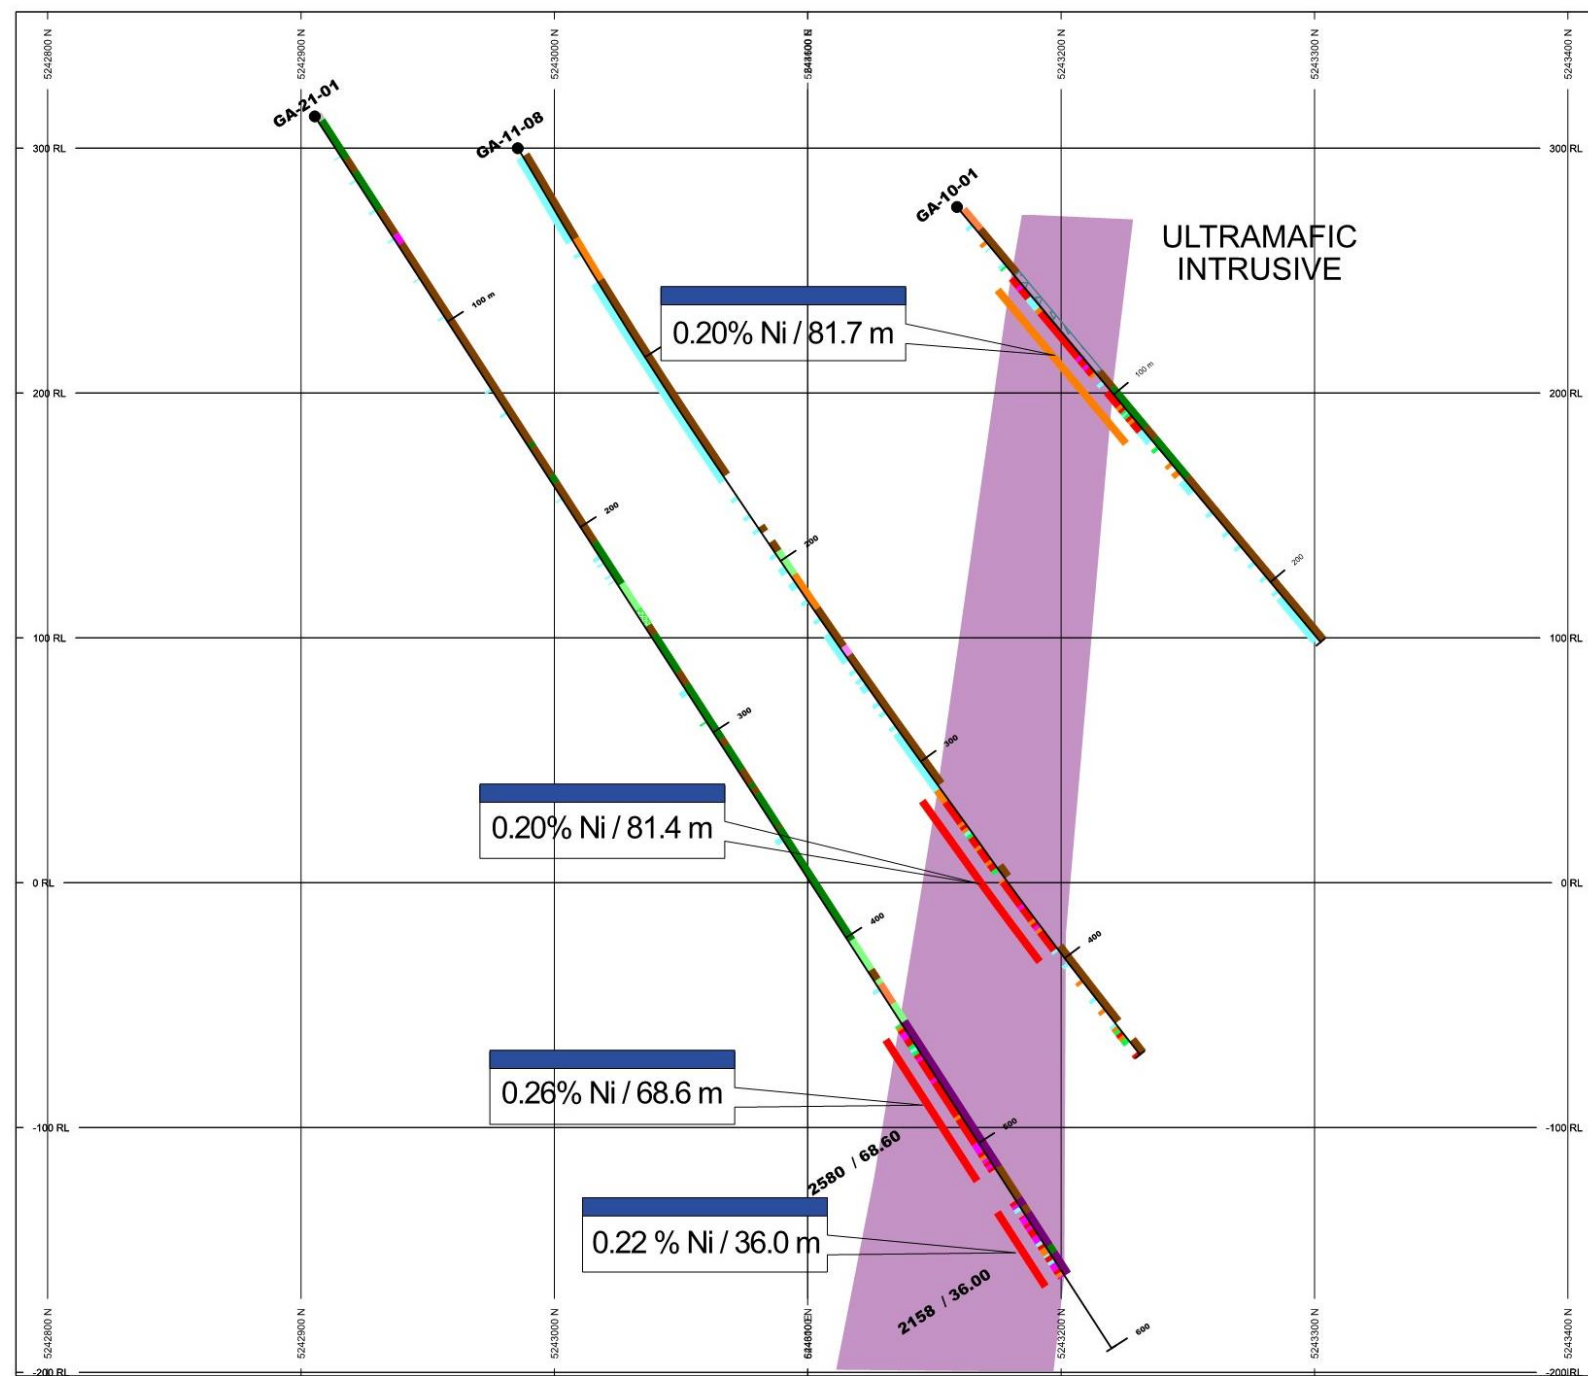 5242800 N
5242900 N
5243000 N
5243200 N
5243300 N
5243400 N
GA-21-01
GA-11-08
GA-10-01
300 RL
300 RL
ULTRAMAFIC
INTRUSIVE
100 m
0.20% Ni / 81.7 m
100 m
200 RL
200 RL
200
200
200
100 RL
100 RL
300
300
0.20% Ni / 81.4 m
0 RL
0 RL
400
400
0.26% Ni / 68.6 m
500
-100 RL
-100 RL
2580 / 68.60
0.22 % Ni / 36.0 m
2158 / 36.00
600
5242800 N
5242900 N
5243000 N
5243200 N
5243300 N
5243400 N
-200 RL
-200 RL